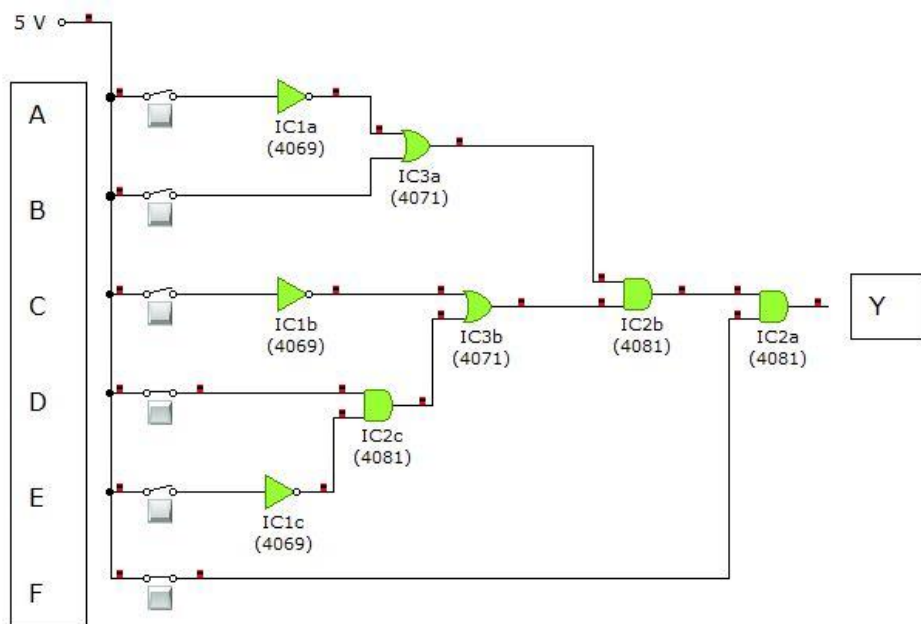 5 V
A
IC1a
(4069)
IC3a
(4071)
B
C
IC1b
(4069)
IC3b
(4071)
IC2b
(4081)
IC2a
(4081)
Y
D
IC2c
(4081)
E
IC1c
(4069)
F